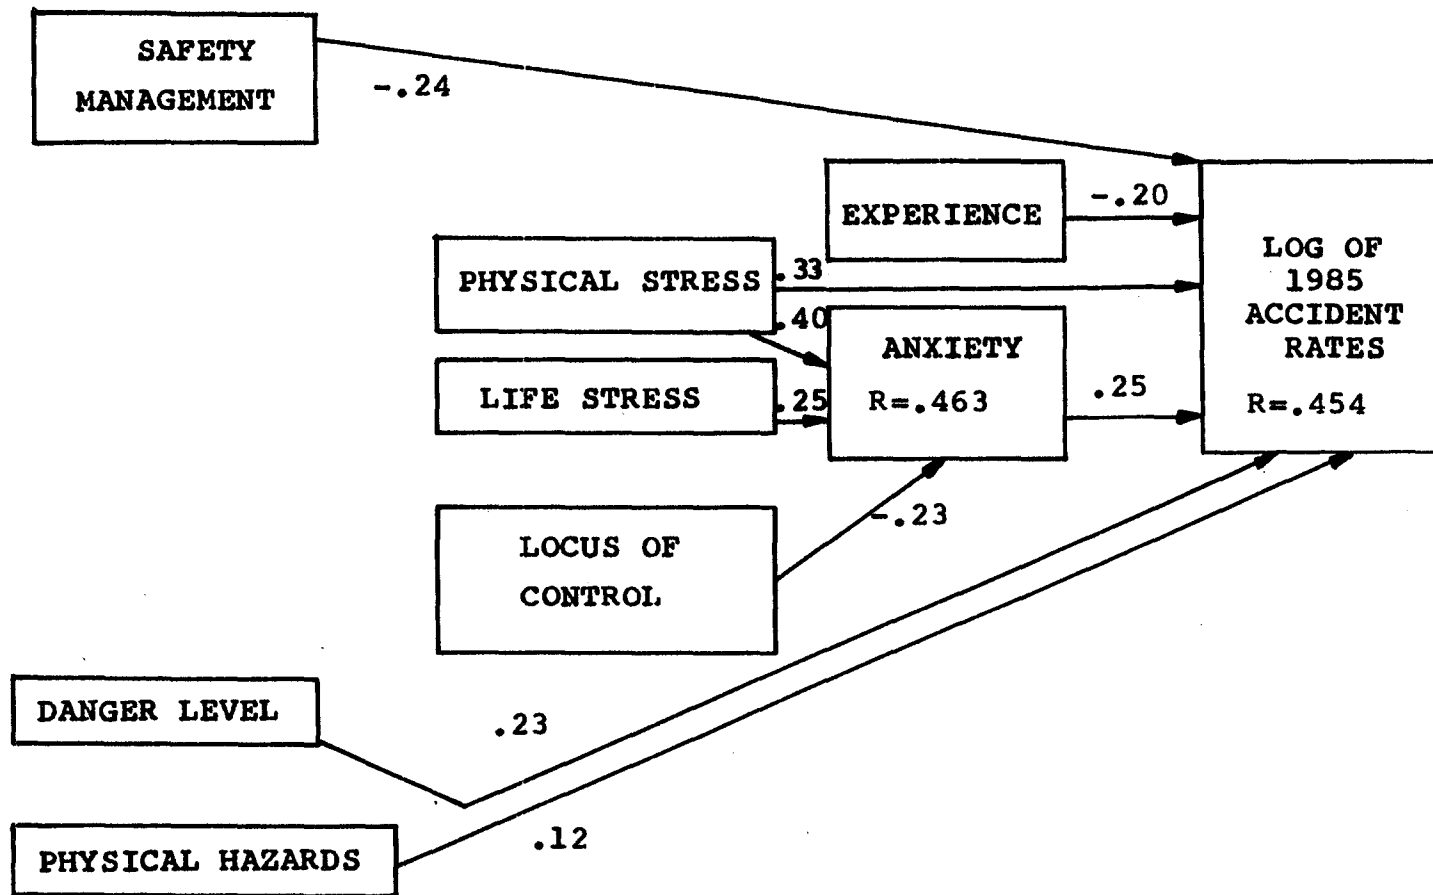 SAFETY
MANAGEMENT
-.24
EXPERIENCE
-.20
PHYSICAL STRESS
.33
.40
LOG OF
1985
ACCIDENT
RATES
R=.454
ANXIETY
R=.463
.25
LIFE STRESS
.25
-.23
LOCUS OF
CONTROL
DANGER LEVEL
.23
PHYSICAL HAZARDS
.12